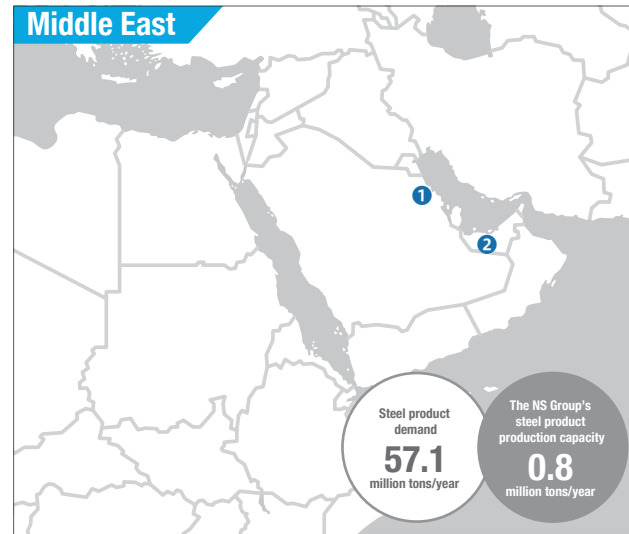 Middle East
1
2
Steel product
demand
57.1
million tons/year
The NS Group's
steel product
production capacity
0.8
million tons/year